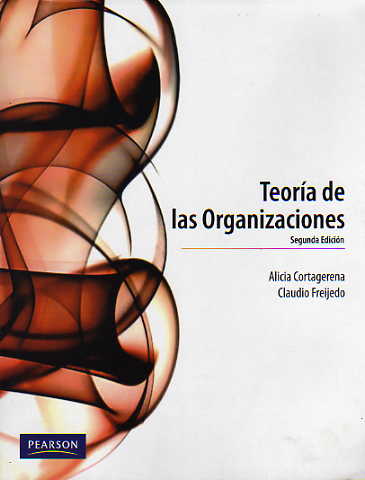 Teoría de
las Organizaciones
Segunda Edición
Alicia Cortagerena
Claudio Freijedo
PEARSON